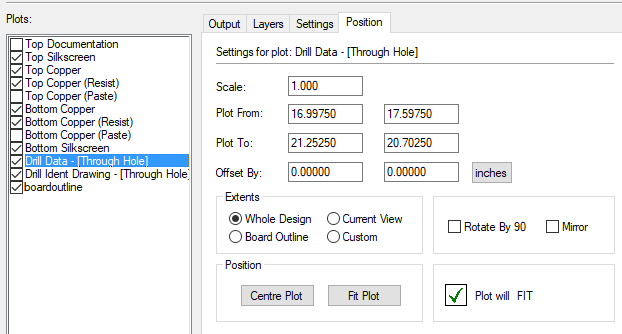 Plots:
Top Documentation
Top Silkscreen
Top Copper
Top Copper (Resist)
Top Copper (Paste)
Bottom Copper
Bottom Copper (Resist)
Bottom Copper (Paste)
Bottom Silkscreen
Drill Data - [Through Hole]
Drill Ident Drawing - [Through Hole]
boardoutline
Output Layers Settings Position
Settings for plot: Drill Data - [Through Hole]
Scale: 1.000
Plot From: 16.99750 17.59750
Plot To: 21.25250 20.70250
Offset By: 0.00000 0.00000 inches
Extents
Whole Design Current View
Board Outline Custom
Rotate By 90 Mirror
Position
Centre Plot Fit Plot
Plot will FIT